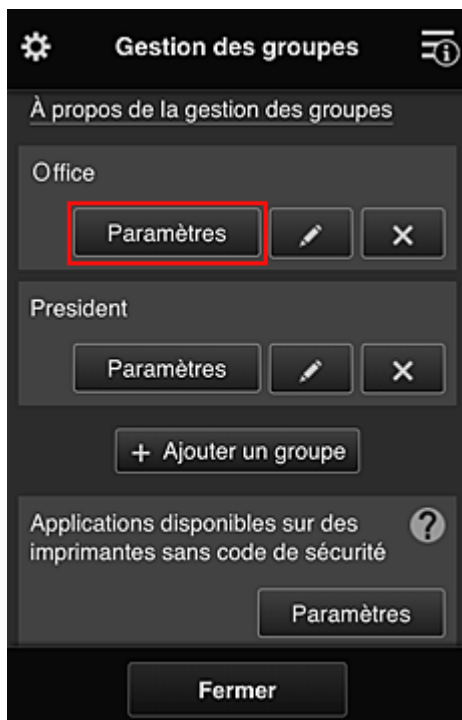 Gestion des groupes
À propos de la gestion des groupes
Office
Paramètres
President
Paramètres
+ Ajouter un groupe
Applications disponibles sur des
imprimantes sans code de sécurité
?
Paramètres
Fermer